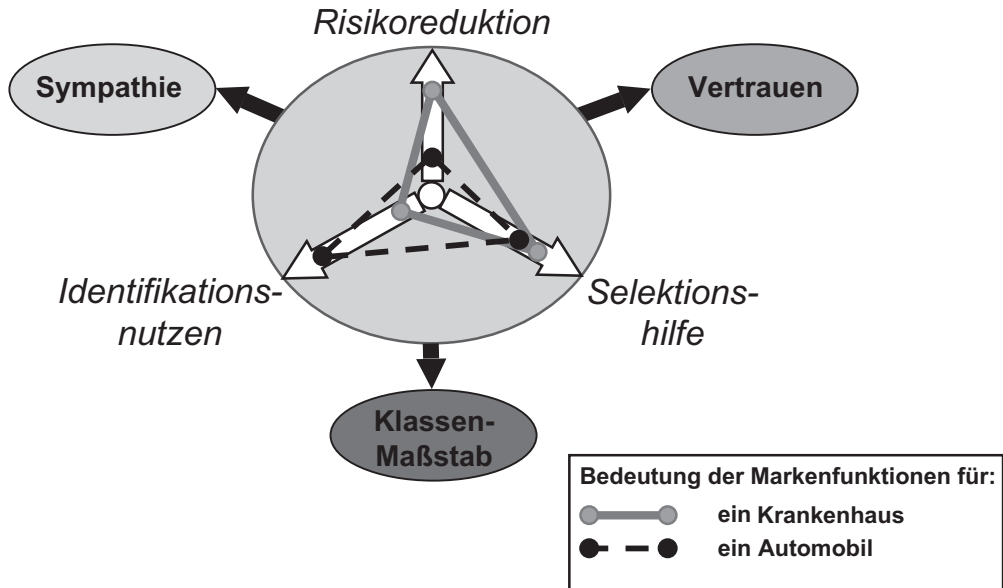 Risikoreduktion
Sympathie
Vertrauen
Identifikations-
nutzen
Selektions-
hilfe
Klassen-
Maßstab
Bedeutung der Markenfunktionen für:
ein Krankenhaus
ein Automobil